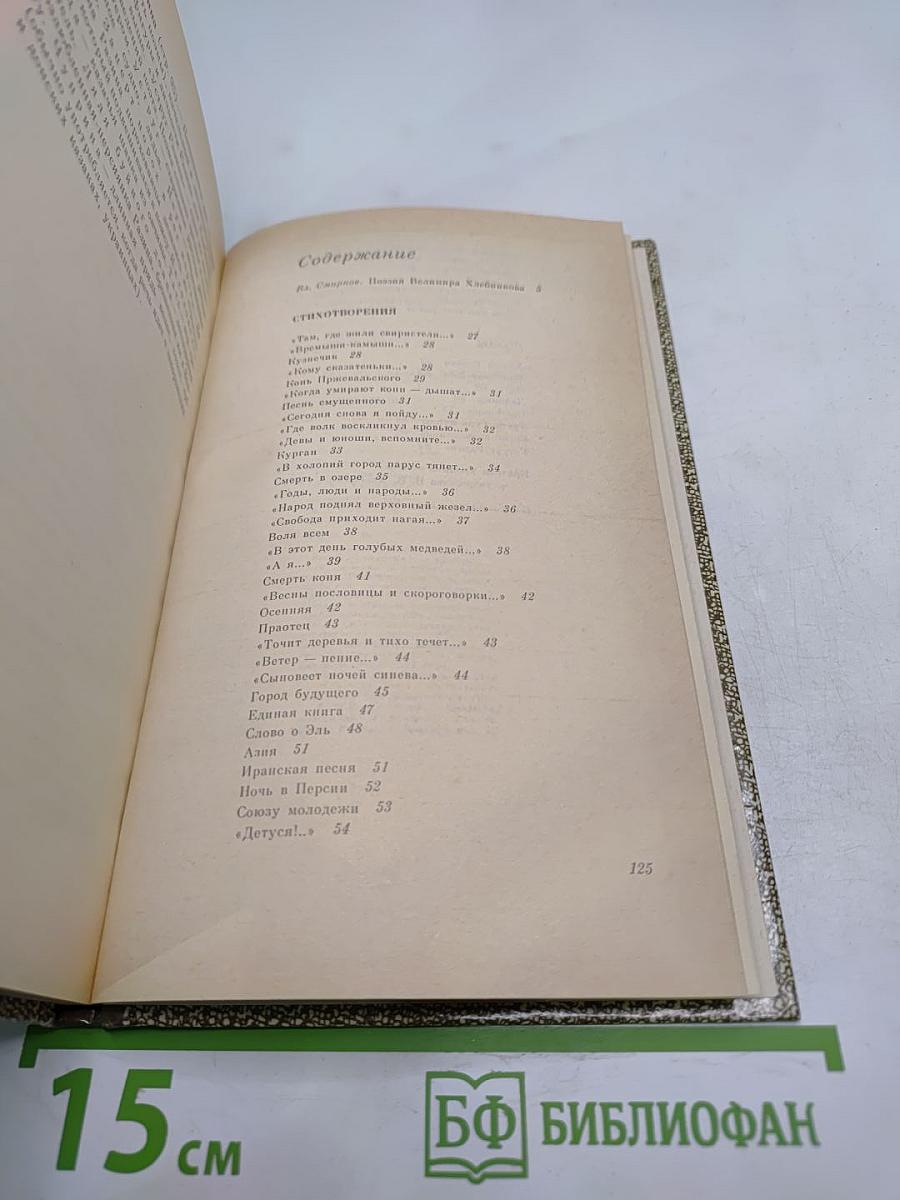 Содержание
Вл. Смирнов. Поэзия Велимира Хлебникова 5
СТИХОТВОРЕНИЯ
«Там, где жили свиристели...» 27
«Времыши-камыши...» 28
Кузнечик 28
«Кому сказатеньки...» 28
Конь Пржевальского 29
«Когда умирают кони — дышат...» 31
Песнь смущенного 31
«Сегодня снова я пойду...» 31
«Где волк воскликнул кровью...» 32
«Девы и юноши, вспомните...» 32
Курган 33
«В холопий город парус тянет...» 34
Смерть в озере 35
«Годы, люди и народы...» 36
«Народ поднял верховный жезел...» 36
«Свобода приходит нагая...» 37
Воля всем 38
«В этот день голубых медведей...» 38
«А я...» 39
Смерть коня 41
«Весны пословицы и скороговорки...» 42
Осенняя 42
Праотец 43
«Точит деревья и тихо течет...» 43
«Ветер — пение...» 44
«Сыновеет ночей синева...» 44
Город будущего 45
Единая книга 47
Слово о Эль 48
Азия 51
Иранская песня 51
Ночь в Персии 52
Союзу молодежи 53
«Детуся!..» 54
125
15 см
БФ БИБЛИОФАН